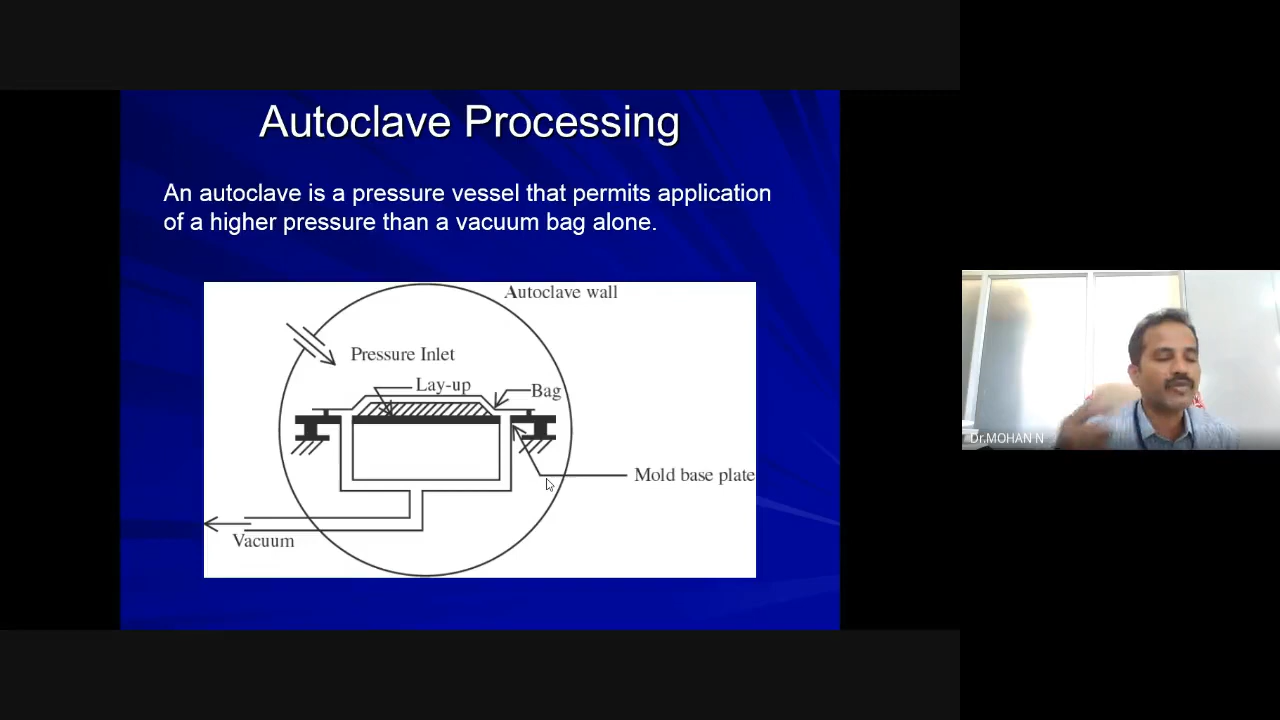 Autoclave Processing
An autoclave is a pressure vessel that permits application
of a higher pressure than a vacuum bag alone.
Autoclave wall
Pressure Inlet
Lay-up
Bag
Mold base plate
Vacuum
Dr.MOHAN N